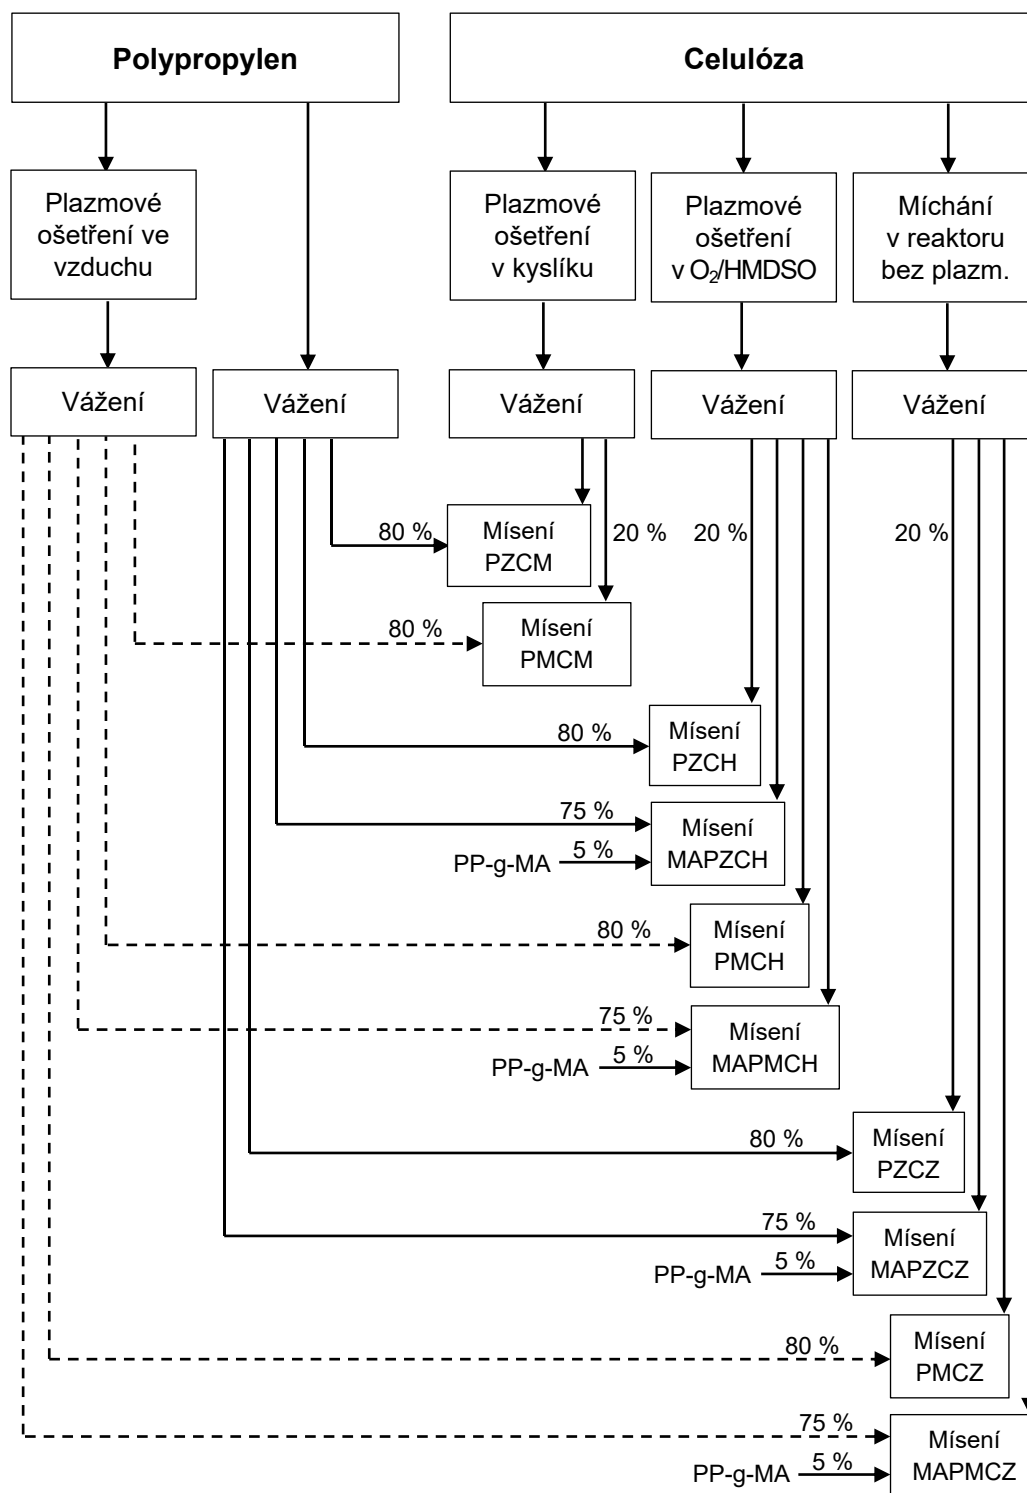 Polypropylen
Celulóza
Plazmové
ošetření ve
vzduchu
Plazmové
ošetření
v kyslíku
Plazmové
ošetření
v O₂/HMDSO
Míchání
v reaktoru
bez plazm.
Vážení
Vážení
Vážení
Vážení
Vážení
80 %
Mísení
PZCM
20 %
20 %
20 %
80 %
Mísení
PMCM
80 %
Mísení
PZCH
75 %
PP-g-MA
5 %
Mísení
MAPZCH
80 %
Mísení
PMCH
75 %
PP-g-MA
5 %
Mísení
MAPMCH
80 %
Mísení
PZCZ
75 %
PP-g-MA
5 %
Mísení
MAPZCZ
80 %
Mísení
PMCZ
75 %
PP-g-MA
5 %
Mísení
MAPMCZ